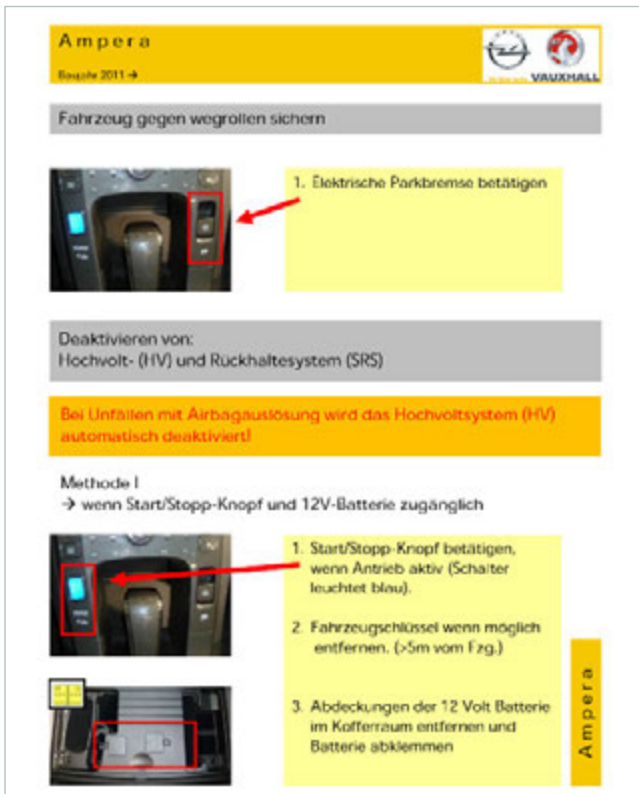 Ampera
Baujahr 2011 →
VAUXHALL
Fahrzeug gegen wegrollen sichern
1. Elektrische Parkbremse betätigen
Deaktivieren von:
Hochvolt- (HV) und Rückhaltesystem (SRS)
Bei Unfällen mit Airbagauslösung wird das Hochvoltsystem (HV)
automatisch deaktiviert!
Methode I
→ wenn Start/Stopp-Knopf und 12V-Batterie zugänglich
1. Start/Stopp-Knopf betätigen,
wenn Antrieb aktiv (Schalter
leuchtet blau).
2. Fahrzeugschlüssel wenn möglich
entfernen. (>5m vom Fzg.)
3. Abdeckungen der 12 Volt Batterie
im Kofferraum entfernen und
Batterie abklemmen
Ampera